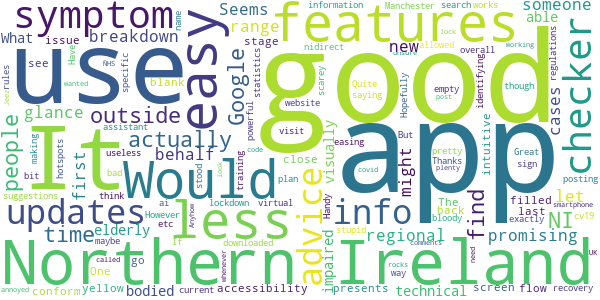 symptom
features
someone
Manchester search works
information
name
Seems
range
able
What issue breakdown
new
allowed
lock
NHS
nidirect
overall
working
see
specific
stage
use
good
easy
Google
blank
statistics
powerful
scarey
ensure
Quite
saying
identifying
regulations
checker
rules
wanted
glance
outside
website
empty
post
though
cases
assistant
visit
Hopefully
intuitive
Jeez
people
making
hotspots
useless
actually
behalf
training
code
easing
But
Great
sign
It
Would
app
might
pretty
Thanks
plenty
covid
posting
bit
bad
stood
look
close
plan
visually
The
back
bloody
filled
last
let
suggestions
think
ai
lockdown
virtual
Handy
updates
less
advice
info
find
NI
exactly
cv19
first
However
etc
Anyhow
impaired
stupid
regional
promising
smartphone
time
elderly
maybe
If
downloaded
rocks
way
UK
Northern Ireland
One
called
go
whenever
annoyed
conform
yellow
bodied
current
accessibility
presents
comments
technical
need
screen
flow
recovery